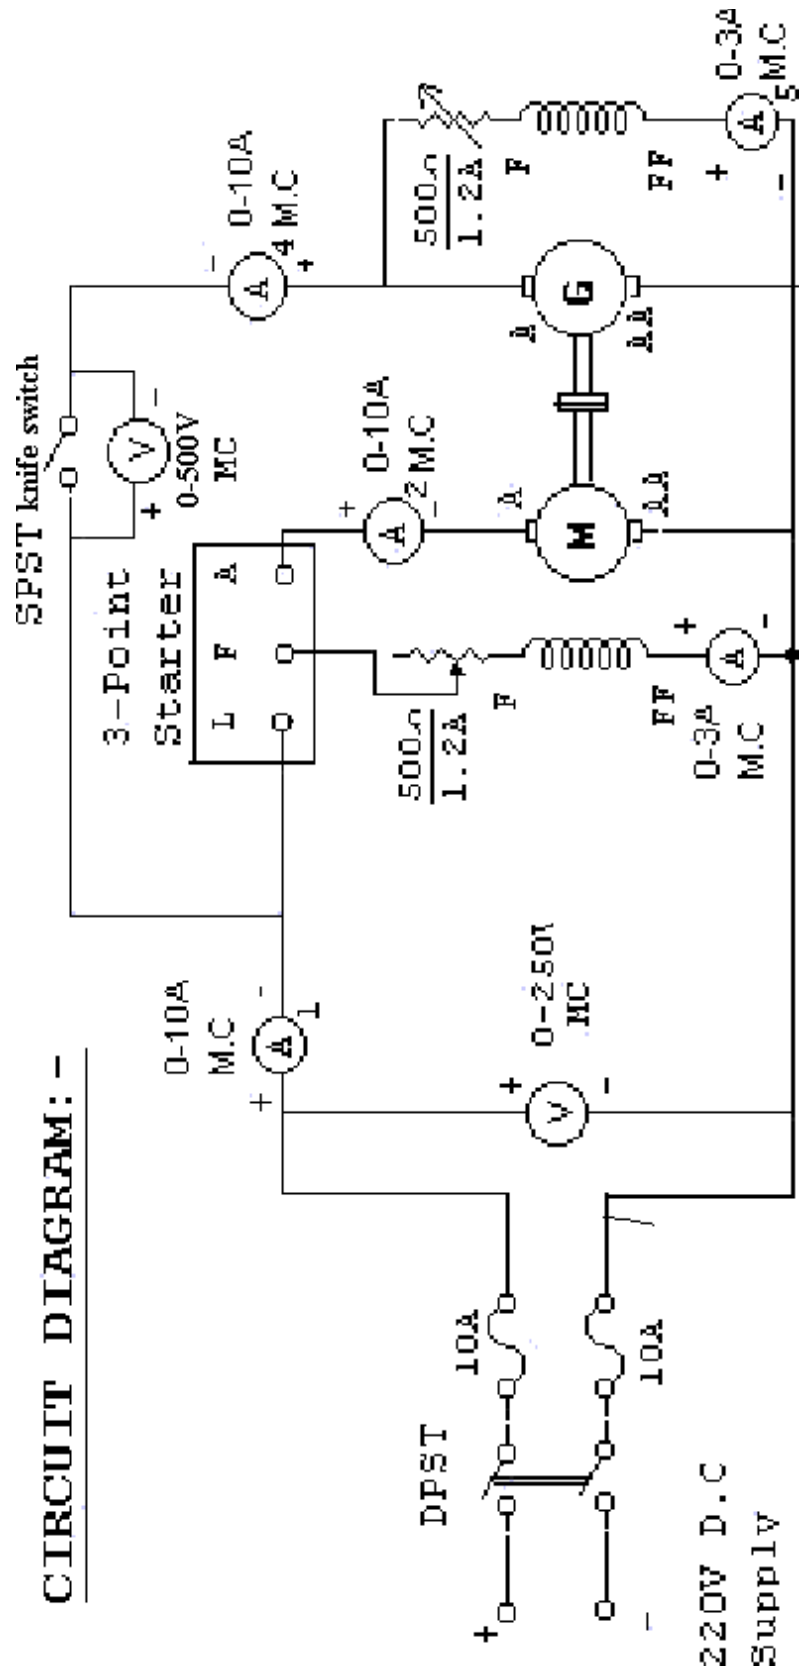 CIRCUIT DIAGRAM:-
SPST knife switch
+ V -
0-500V
MC
3-Point
Starter
L F A
0-10A
M.C
+ A -
1
0-10A
M.C
+ A -
2
0-10A
M.C
- A +
4
500Ω
1.2A
F
FF
+ A -
0-3A
M.C
A
M
AA
A
G
AA
500Ω
1.2A
F
FF
+ A -
5
0-3A
M.C
+ V -
0-250V
MC
DPST
10A
10A
+
-
220V D.C
Supply